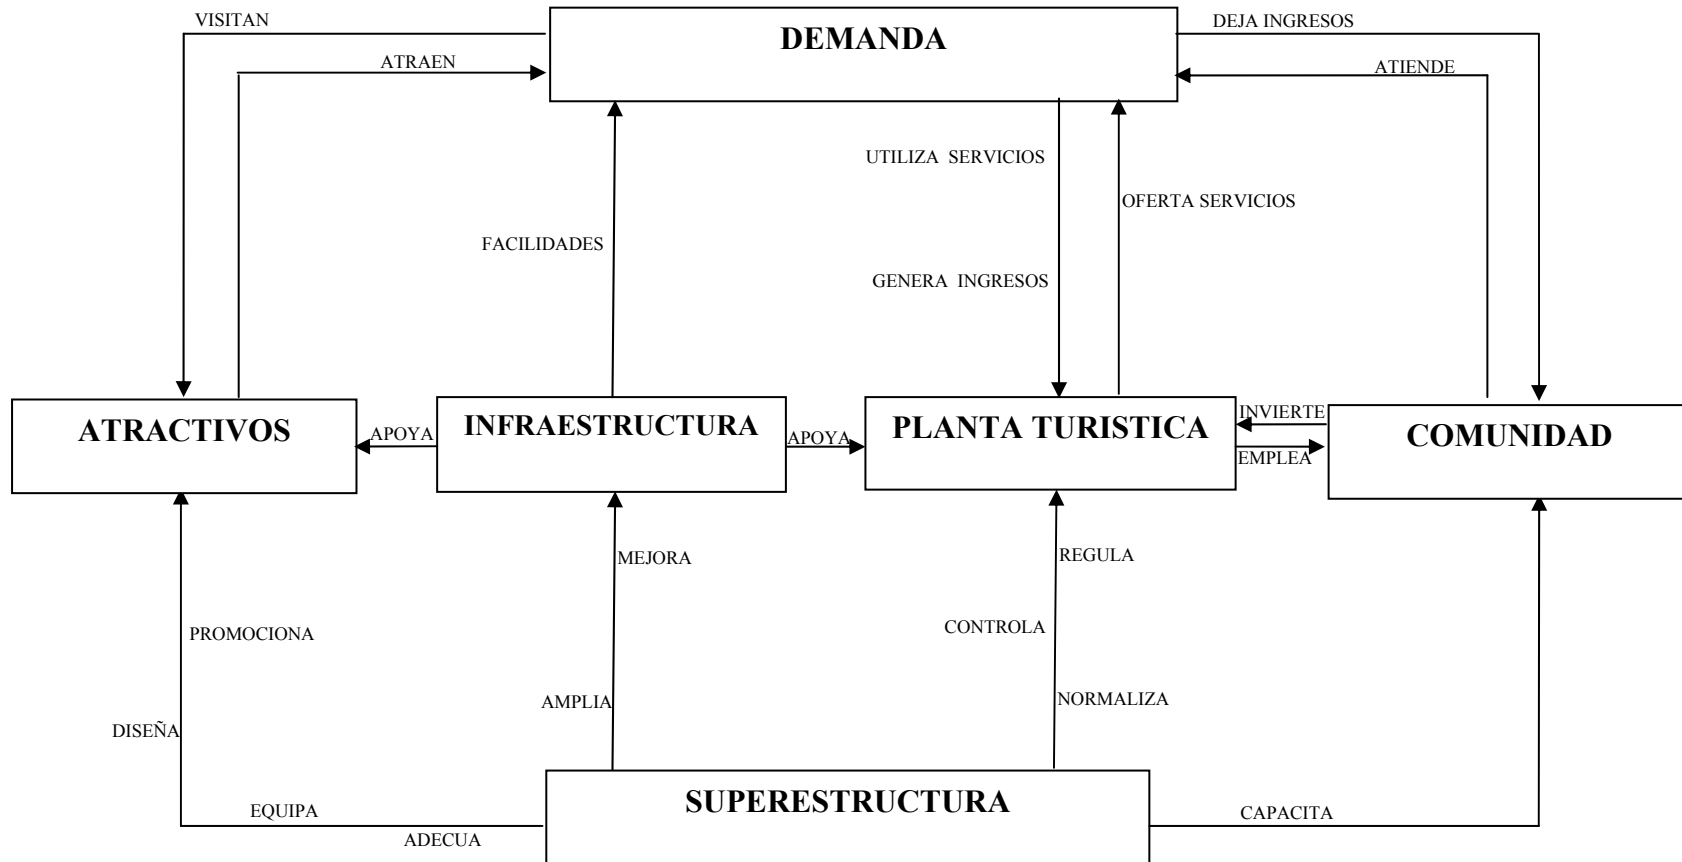 VISITAN
DEJA INGRESOS
DEMANDA
ATRAEN
ATIENDE
UTILIZA SERVICIOS
OFERTA SERVICIOS
FACILIDADES
GENERA INGRESOS
ATRACTIVOS
APOYA
INFRAESTRUCTURA
APOYA
PLANTA TURISTICA
INVIERTE
EMPLEA
COMUNIDAD
MEJORA
REGULA
PROMOCIONA
CONTROLA
AMPLIA
NORMALIZA
DISEÑA
SUPERESTRUCTURA
EQUIPA
ADECUA
CAPACITA